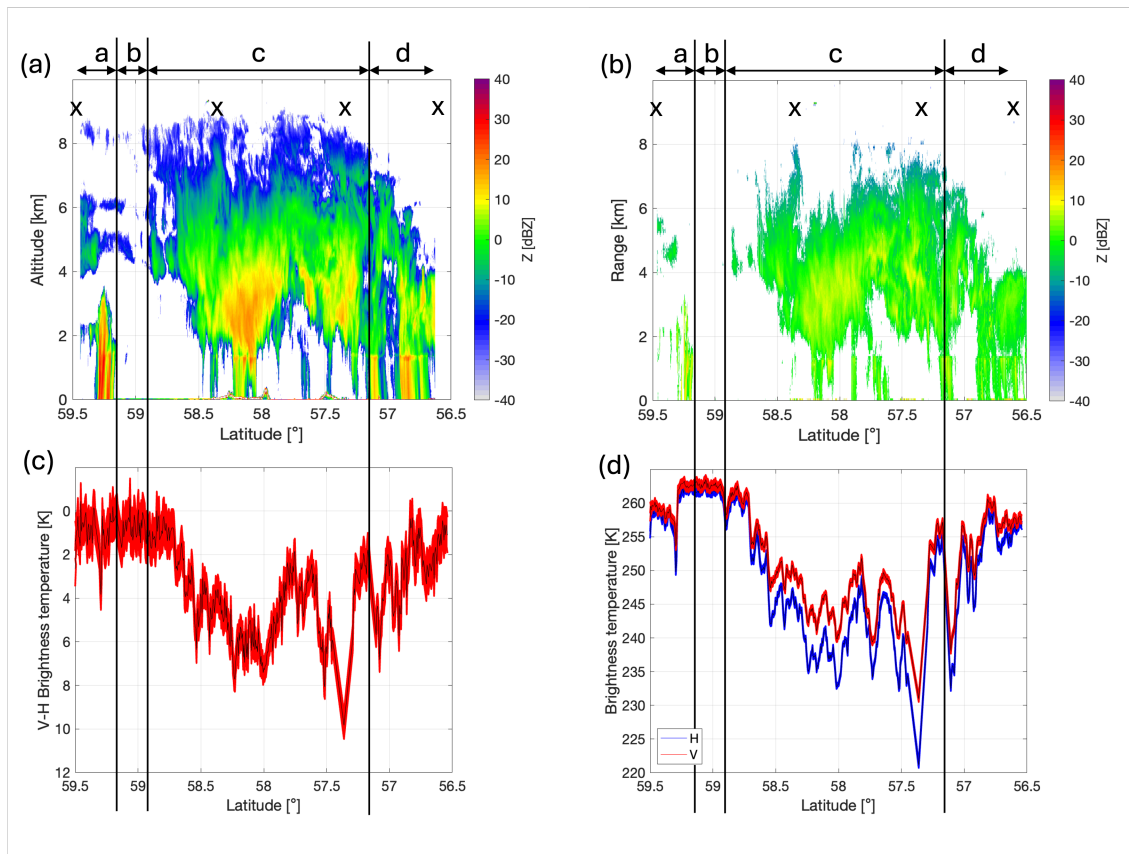 a b c d
(a)
x x x x
40
30
20
10
0
-10
-20
-30
-40
Z [dBZ]
8
6
4
2
0
Altitude [km]
59.5 59 58.5 58 57.5 57 56.5
Latitude [°]
a b c d
(b)
x x x x
40
30
20
10
0
-10
-20
-30
-40
Z [dBZ]
8
6
4
2
0
Range [km]
59.5 59 58.5 58 57.5 57 56.5
Latitude [°]
(c)
0
2
4
6
8
10
12
V-H Brightness temperature [K]
59.5 59 58.5 58 57.5 57 56.5
Latitude [°]
(d)
260
255
250
245
240
235
230
225
220
Brightness temperature [K]
H
V
59.5 59 58.5 58 57.5 57 56.5
Latitude [°]